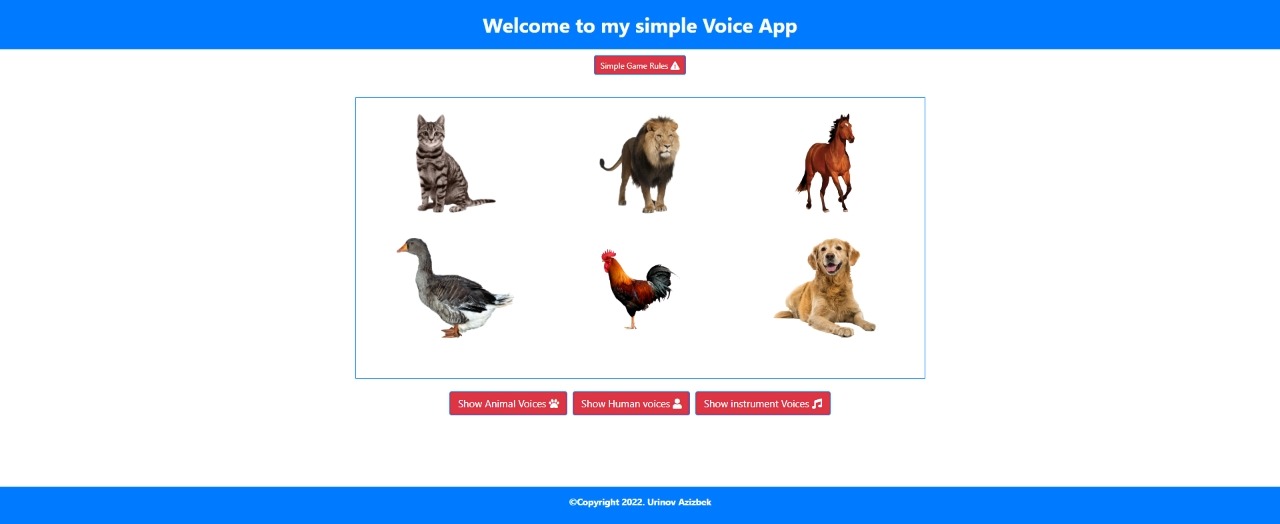 Welcome to my simple Voice App
Simple Game Rules
Show Animal Voices
Show Human voices
Show instrument Voices
©Copyright 2022. Urinov Azizbek